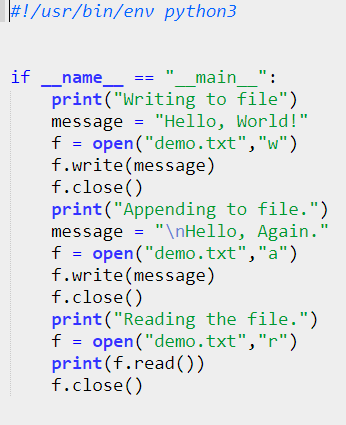 #!/usr/bin/env python3
if __name__ == "__main__":
    print("Writing to file")
    message = "Hello, World!"
    f = open("demo.txt","w")
    f.write(message)
    f.close()
    print("Appending to file.")
    message = "\nHello, Again."
    f = open("demo.txt","a")
    f.write(message)
    f.close()
    print("Reading the file.")
    f = open("demo.txt","r")
    print(f.read())
    f.close()